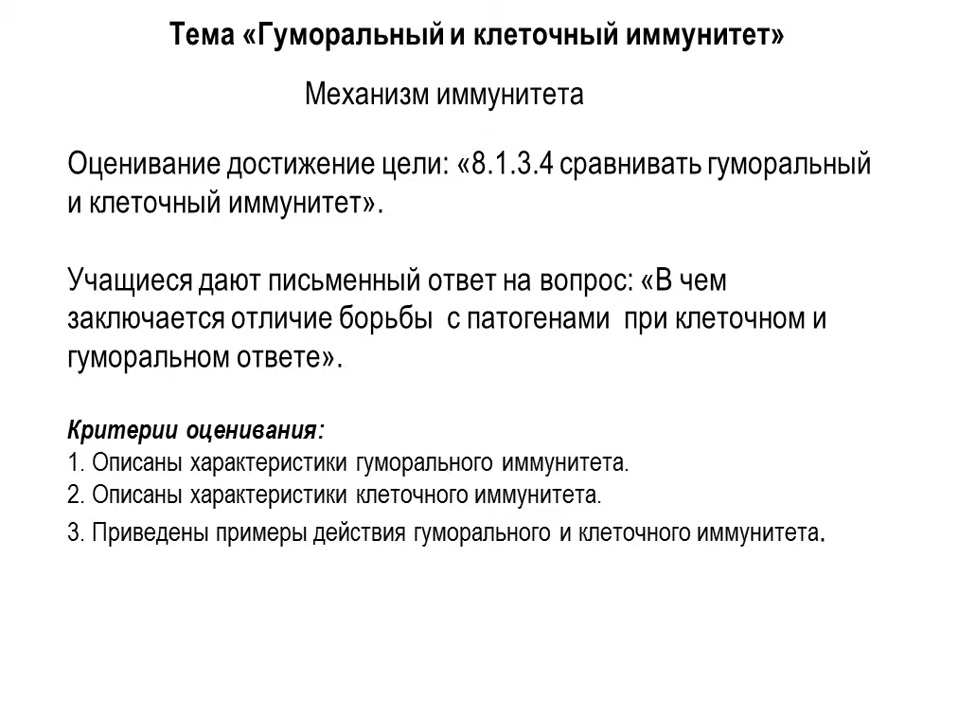 Тема «Гуморальный и клеточный иммунитет»
Механизм иммунитета
Оценивание достижение цели: «8.1.3.4 сравнивать гуморальный
и клеточный иммунитет».
Учащиеся дают письменный ответ на вопрос: «В чем
заключается отличие борьбы  с патогенами  при клеточном и
гуморальном ответе».
Критерии оценивания:
1. Описаны характеристики гуморального иммунитета.
2. Описаны характеристики клеточного иммунитета.
3. Приведены примеры действия гуморального и клеточного иммунитета.